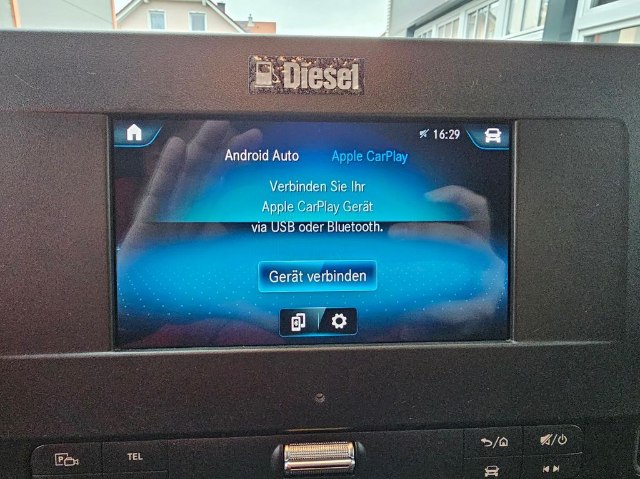 Diesel
16:29
Android Auto Apple CarPlay
Verbinden Sie Ihr
Apple CarPlay Gerät
via USB oder Bluetooth.
Gerät verbinden
P
TEL